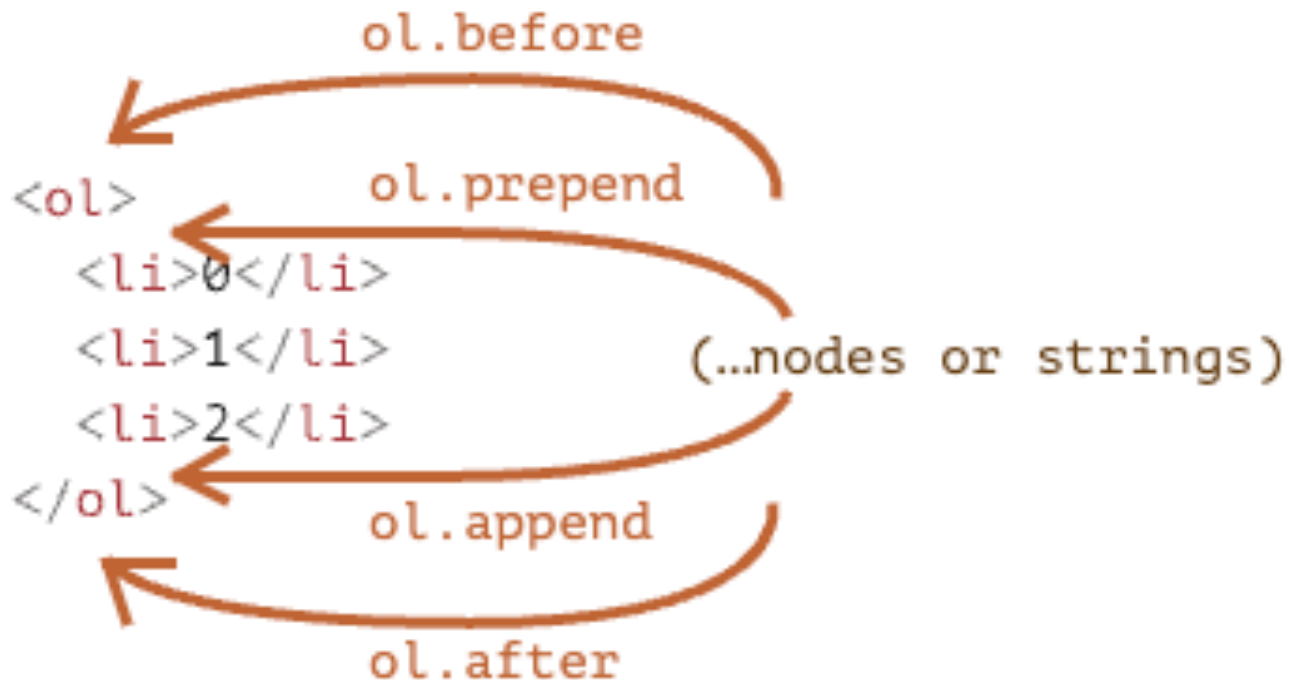 ol.before
ol.prepend
<ol>
<li>0</li>
<li>1</li>
(…nodes or strings)
<li>2</li>
</ol>
ol.append
ol.after